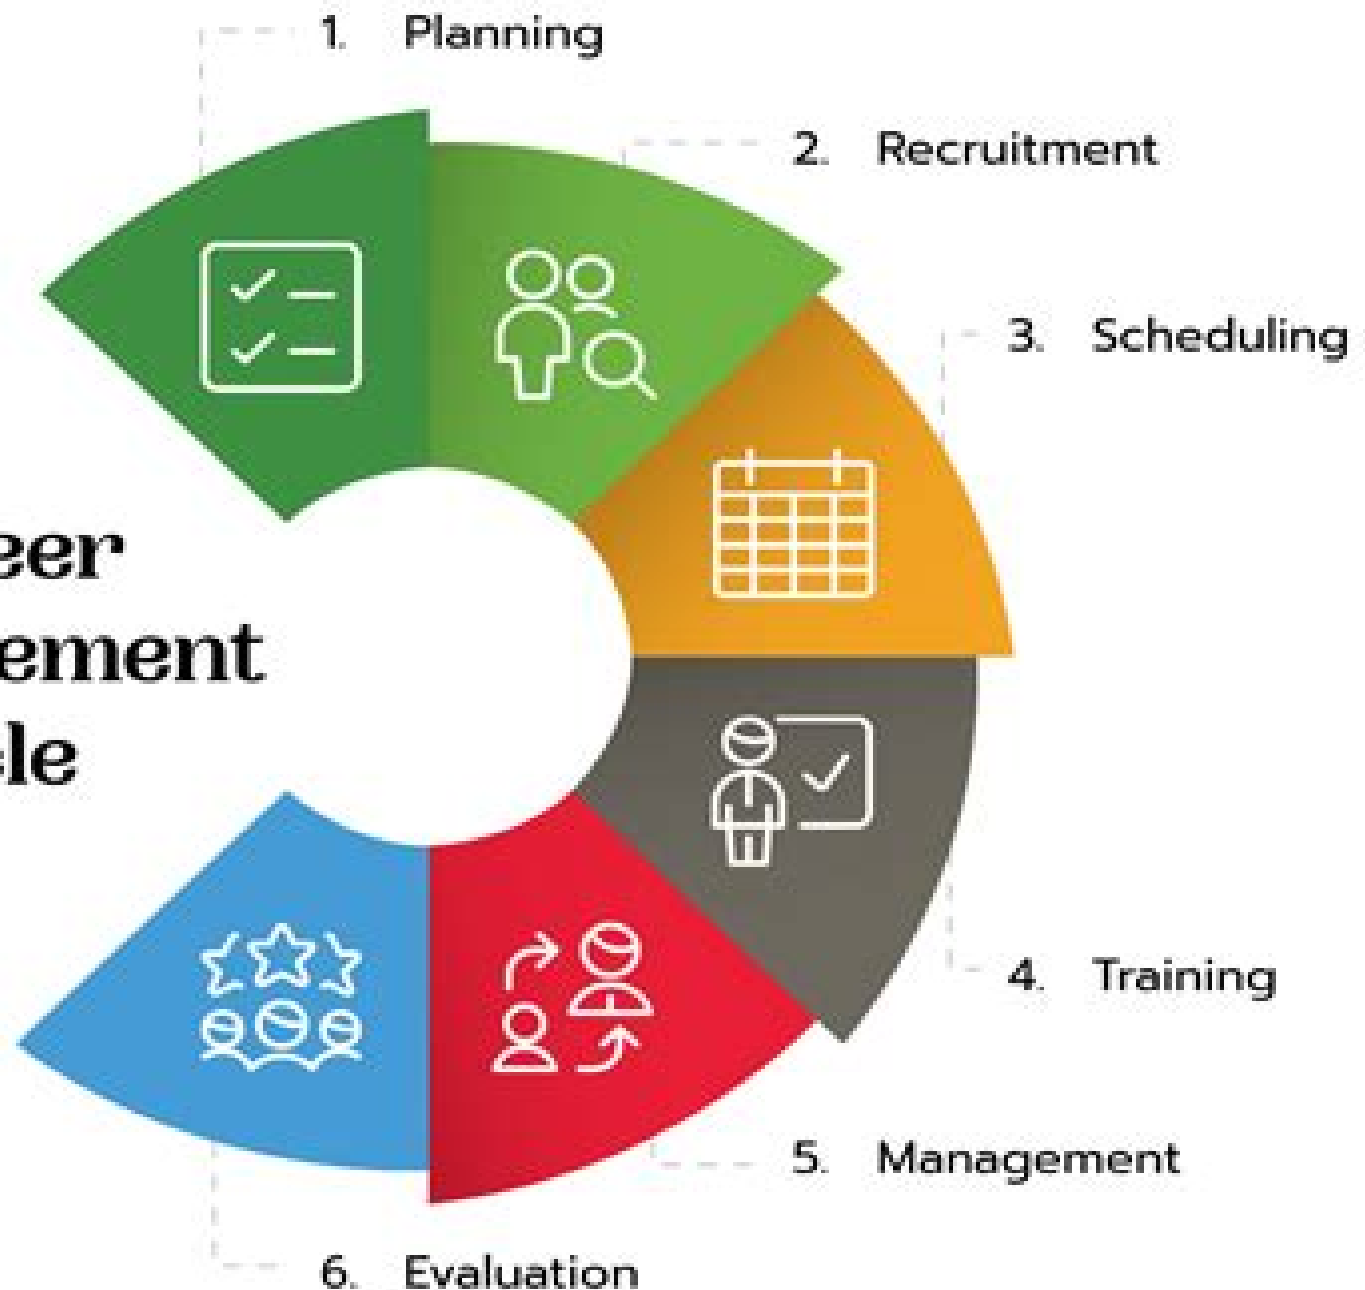 1. Planning
2. Recruitment
3. Scheduling
eer
ement
le
4. Training
5. Management
6. Evaluation